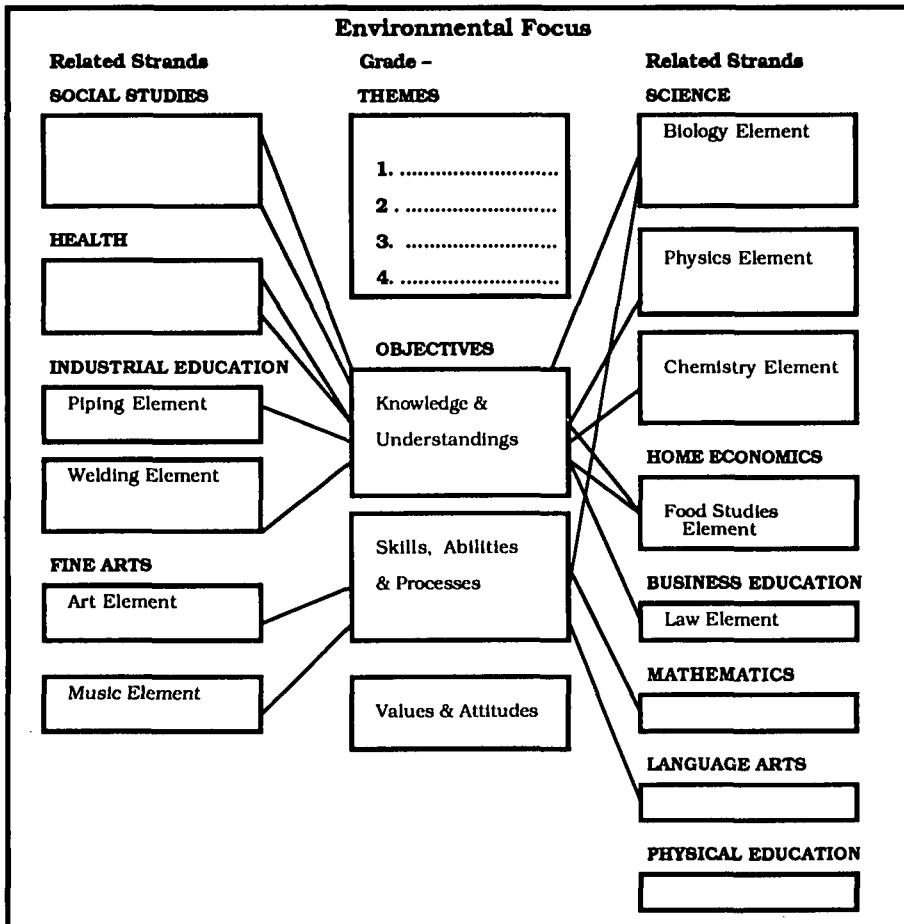 Environmental Focus
Related Strands
SOCIAL STUDIES
HEALTH
INDUSTRIAL EDUCATION
Piping Element
Welding Element
FINE ARTS
Art Element
Music Element
Grade –
THEMES
1. ..............................
2 . ..............................
3. ..............................
4. ..............................
OBJECTIVES
Knowledge &
Understandings
Skills, Abilities
& Processes
Values & Attitudes
Related Strands
SCIENCE
Biology Element
Physics Element
Chemistry Element
HOME ECONOMICS
Food Studies
Element
BUSINESS EDUCATION
Law Element
MATHEMATICS
LANGUAGE ARTS
PHYSICAL EDUCATION